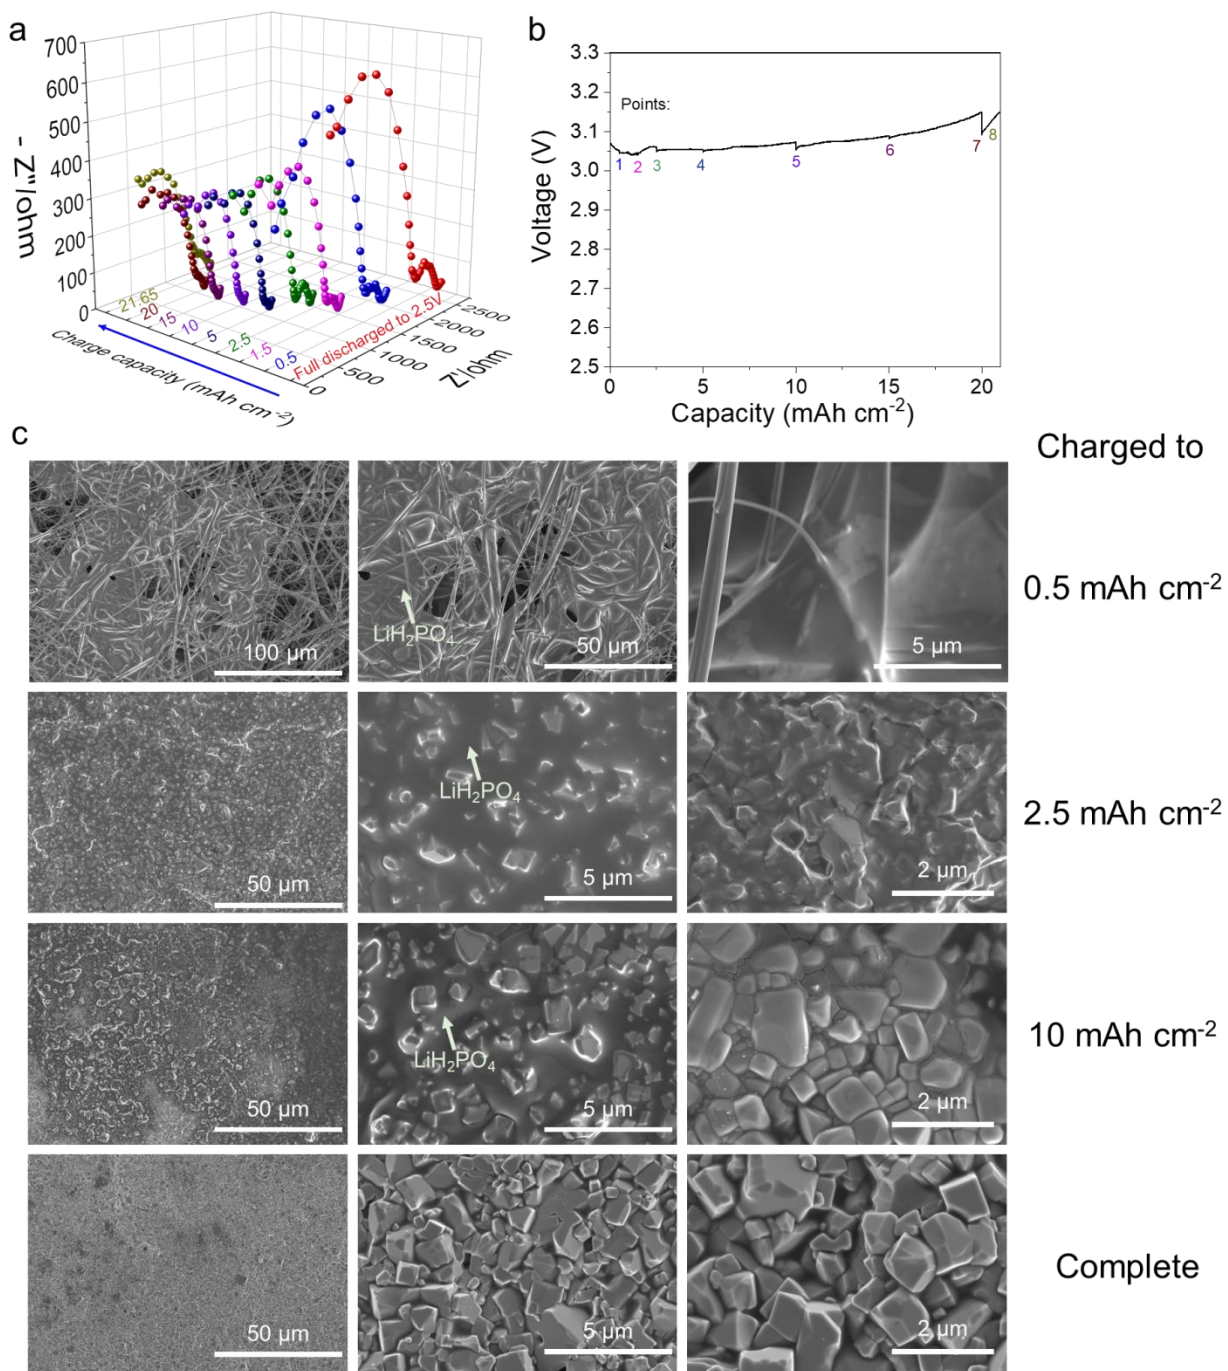 a
- Z"/ohm
700
600
500
400
300
200
100
0
21.65
20
15
10
5
2.5
1.5
0.5
Full discharged to 2.5V
Charge capacity (mAh cm-2)
0
500
1000
1500
2000
2500
Z'/ohm
b
Voltage (V)
3.3
3.2
3.1
3.0
2.9
2.8
2.7
2.6
2.5
Points:
1 2 3 4 5 6 7 8
0 5 10 15 20
Capacity (mAh cm-2)
c
Charged to
LiH2PO4
100 µm
50 µm
5 µm
0.5 mAh cm-2
LiH2PO4
50 µm
5 µm
2 µm
2.5 mAh cm-2
LiH2PO4
50 µm
5 µm
2 µm
10 mAh cm-2
50 µm
5 µm
2 µm
Complete